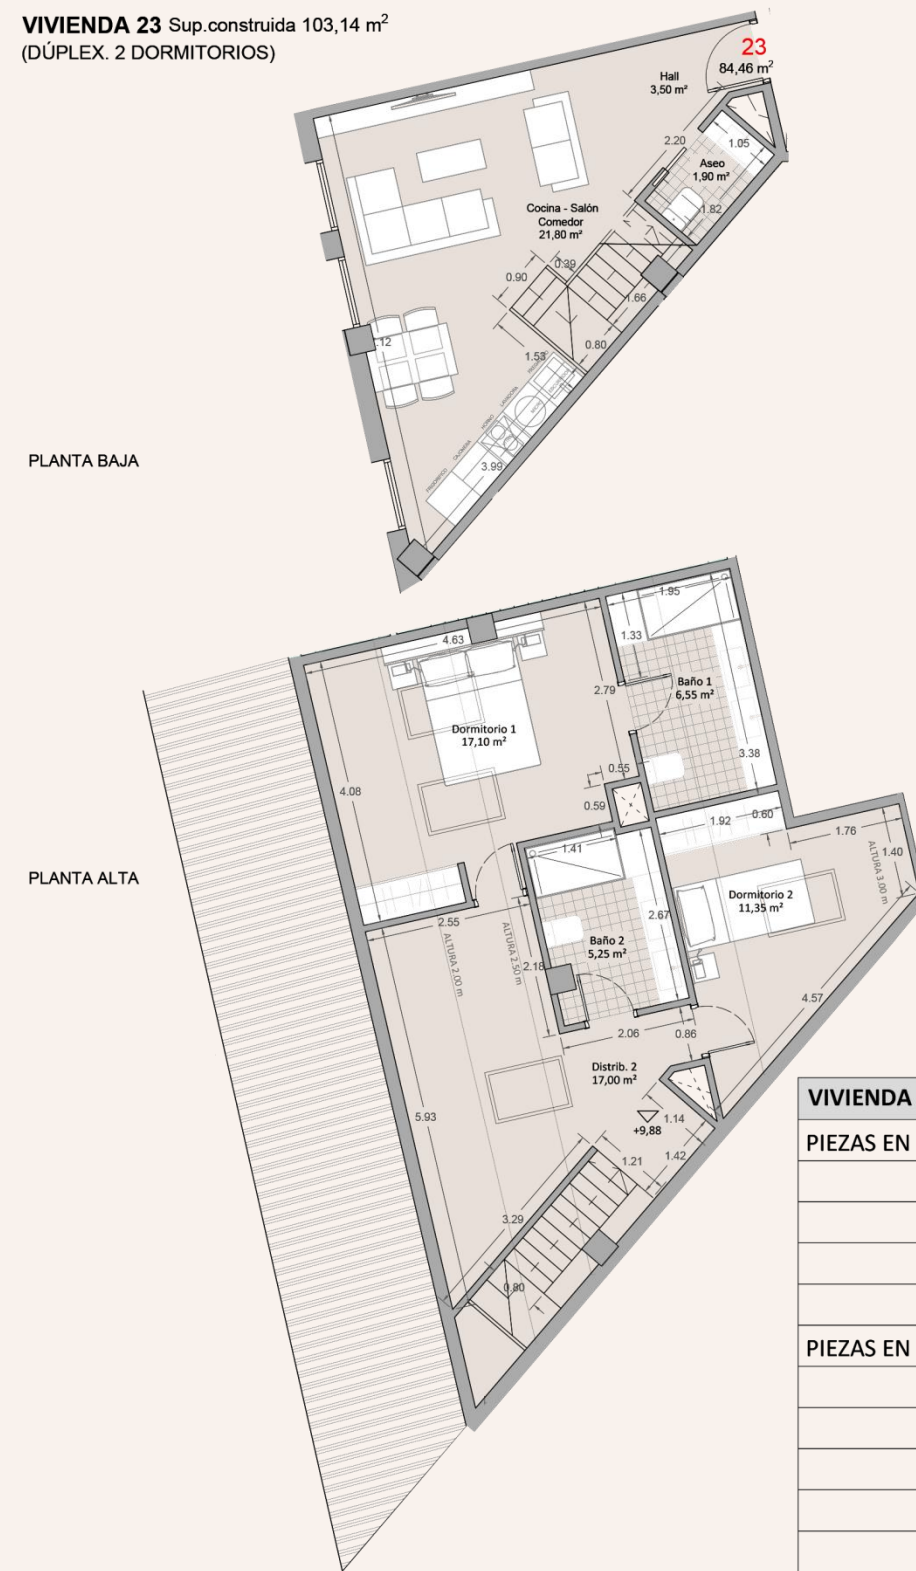 VIVIENDA 23 Sup.construida 103,14 m²
(DÚPLEX. 2 DORMITORIOS)
23
84,46 m²
Hall
3,50 m²
1.05
2.20
Aseo
1,90 m²
1.82
Cocina - Salón
Comedor
21,80 m²
0.39
0.90
1.66
.12
0.80
1.53
LAVADORA
HORNO
3.99
FRIGORÍFICO
PLANTA BAJA
1.95
4.63
1.33
2.79
Baño 1
6,55 m²
Dormitorio 1
17,10 m²
3.38
0.55
4.08
0.59
1.92
0.60
1.76
1.41
1.40
ALTURA 3.00 m
PLANTA ALTA
Dormitorio 2
11,35 m²
2.55
2.67
ALTURA 2.00 m
ALTURA 2.50 m
Baño 2
5,25 m²
2.18
4.57
2.06
0.86
Distrib. 2
17,00 m²
5.93
1.14
+9,88
1.42
1.21
3.29
0.80
VIVIENDA
PIEZAS EN
PIEZAS EN